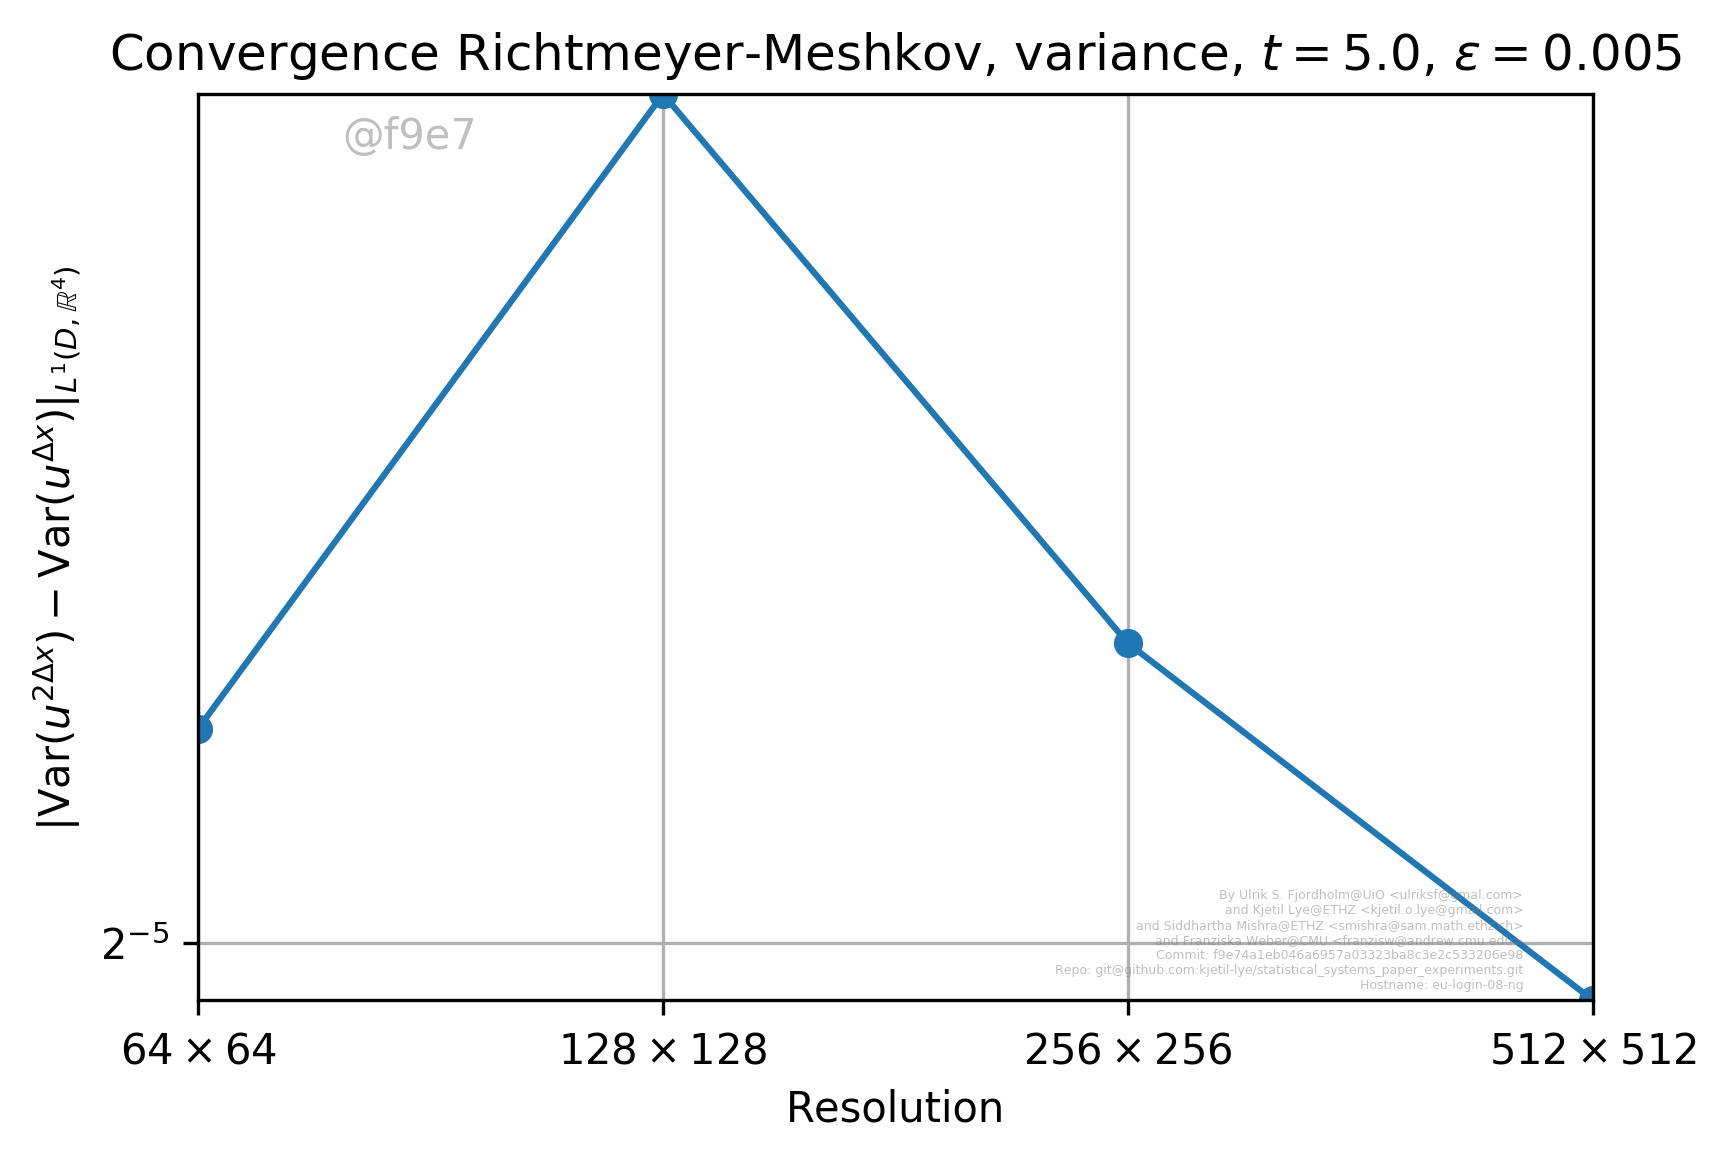 Convergence Richtmeyer-Meshkov, variance, t = 5.0, ε = 0.005
@f9e7
|Var(u^{2Δx}) − Var(u^{Δx})|_{L^1(D, ℝ^4)}
2^{−5}
By Ulrik S. Fjordholm@UiO <ulriksf@gmal.com>
and Kjetil Lye@ETHZ <kjetil.o.lye@gmail.com>
and Siddhartha Mishra@ETHZ <smishra@sam.math.ethz.ch>
and Franziska Weber@CMU <franzisw@andrew.cmu.edu>
Commit: f9e74a1eb046a6957a03323ba8c3e2c533206e98
Repo: git@github.com:kjetil-lye/statistical_systems_paper_experiments.git
Hostname: eu-login-08-ng
64 × 64
128 × 128
256 × 256
512 × 512
Resolution